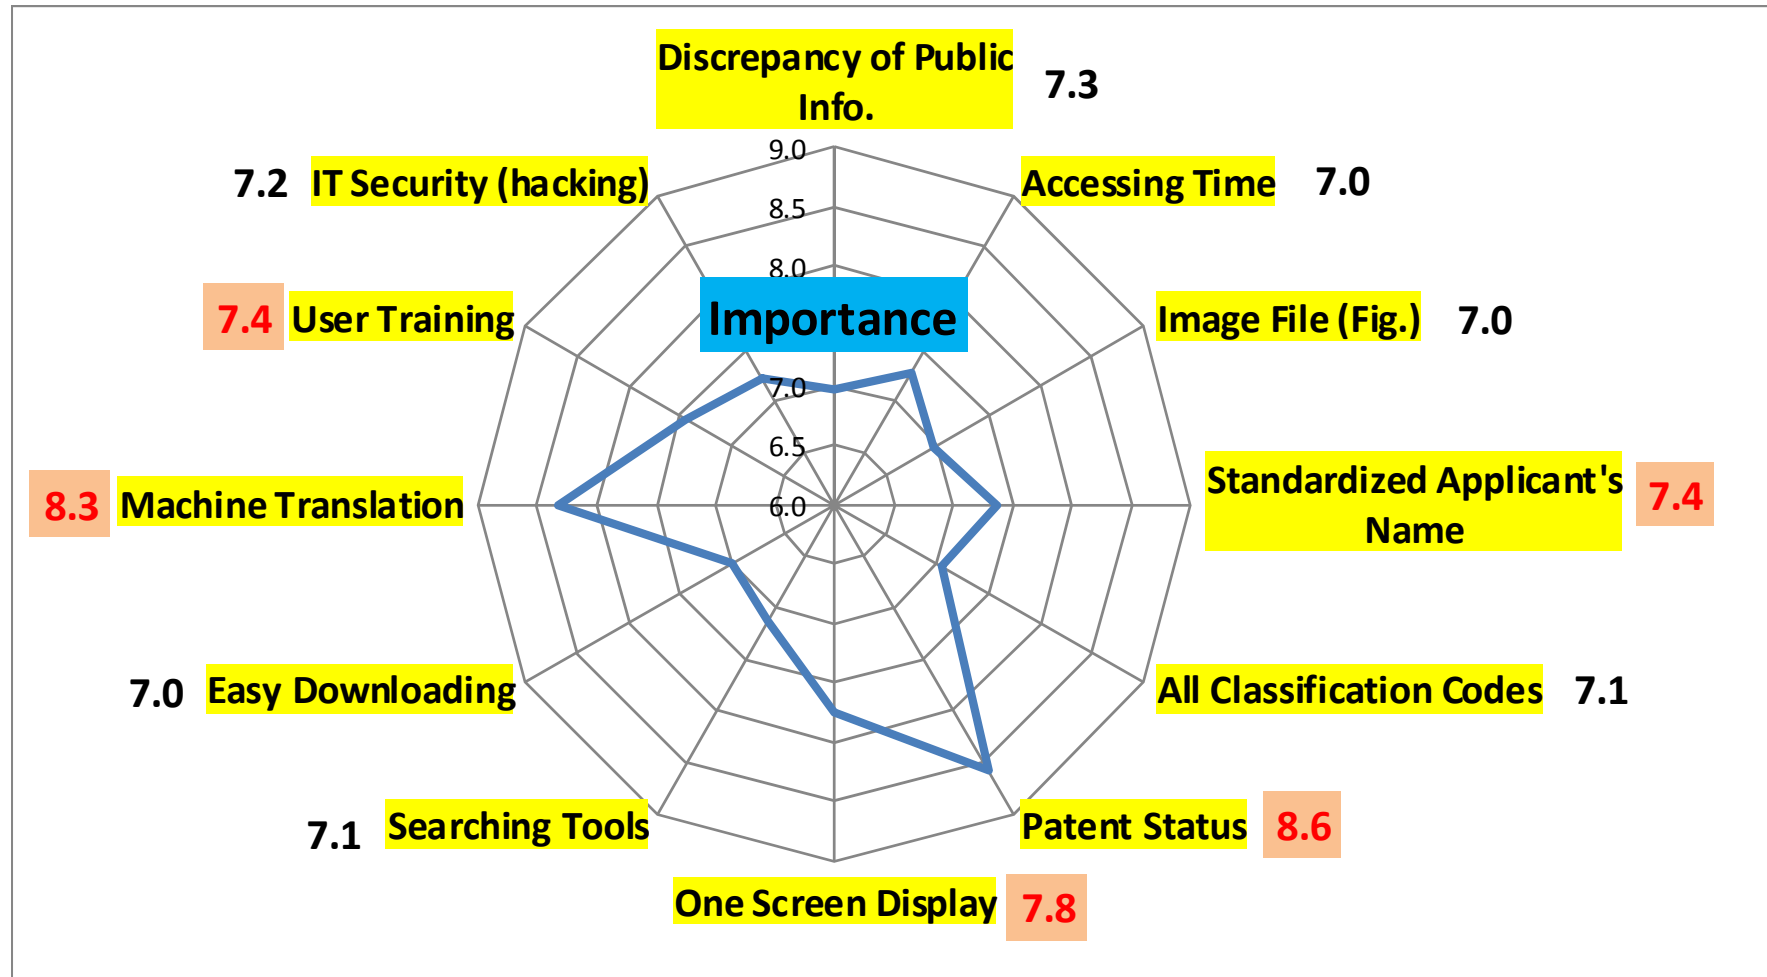 Discrepancy of Public
Info.
7.3
9.0
7.2
IT Security (hacking)
Accessing Time
7.0
8.5
8.0
7.4
User Training
Importance
Image File (Fig.)
7.0
7.0
6.5
8.3
Machine Translation
6.0
Standardized Applicant's
Name
7.4
7.0
Easy Downloading
All Classification Codes
7.1
7.1
Searching Tools
Patent Status
8.6
One Screen Display
7.8